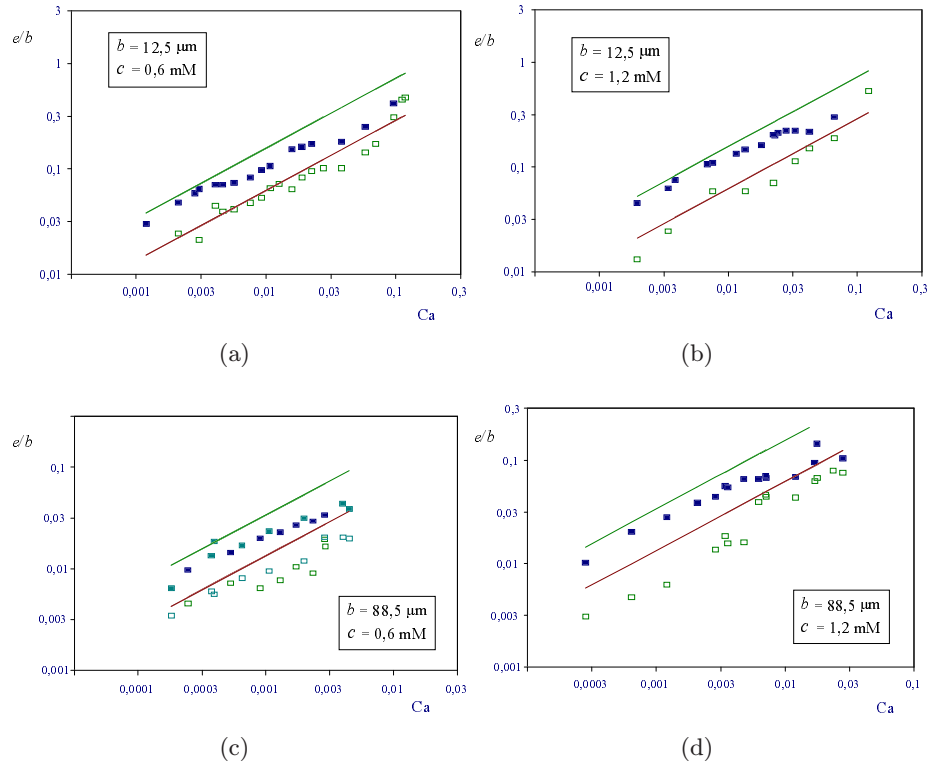 3
e/b
b = 12,5 µm
c = 0,6 mM
1
0,3
0,1
0,03
0,01
0,001
0,003
0,01
0,03
0,1
0,3
Ca
(a)
3
e/b
b = 12,5 µm
c = 1,2 mM
1
0,3
0,1
0,03
0,01
0,001
0,003
0,01
0,03
0,1
0,3
Ca
(b)
e/b
0,1
0,03
0,01
0,003
0,001
b = 88,5 µm
c = 0,6 mM
0,0001
0,0003
0,001
0,003
0,01
0,03
Ca
(c)
0,3
e/b
0,1
0,03
0,01
0,003
0,001
b = 88,5 µm
c = 1,2 mM
0,0003
0,001
0,003
0,01
0,03
0,1
Ca
(d)